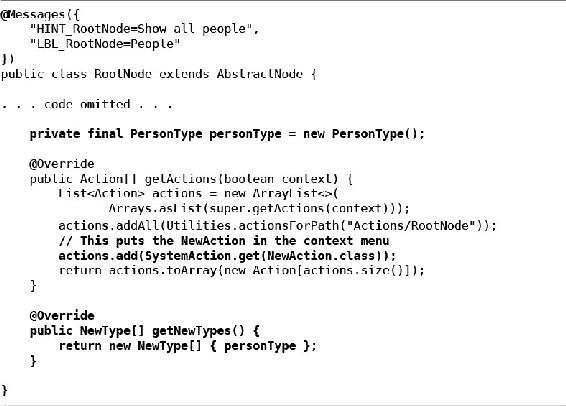 @Messages({
    "HINT_RootNode=Show all people",
    "LBL_RootNode=People"
})
public class RootNode extends AbstractNode {

. . . code omitted . . .

    private final PersonType personType = new PersonType();

    @Override
    public Action[] getActions(boolean context) {
        List<Action> actions = new ArrayList<>(
               Arrays.asList(super.getActions(context)));
        actions.addAll(Utilities.actionsForPath("Actions/RootNode"));
        // This puts the NewAction in the context menu
        actions.add(SystemAction.get(NewAction.class));
        return actions.toArray(new Action[actions.size()]);
    }

    @Override
    public NewType[] getNewTypes() {
        return new NewType[] { personType };
    }

}